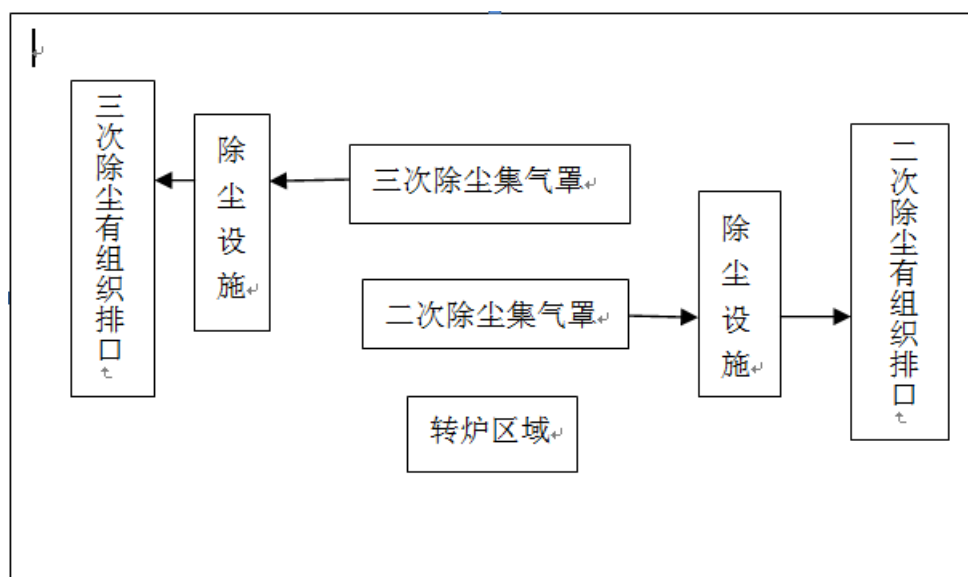 三次除尘有组织排口
除尘设施
三次除尘集气罩
二次除尘集气罩
除尘设施
二次除尘有组织排口
转炉区域